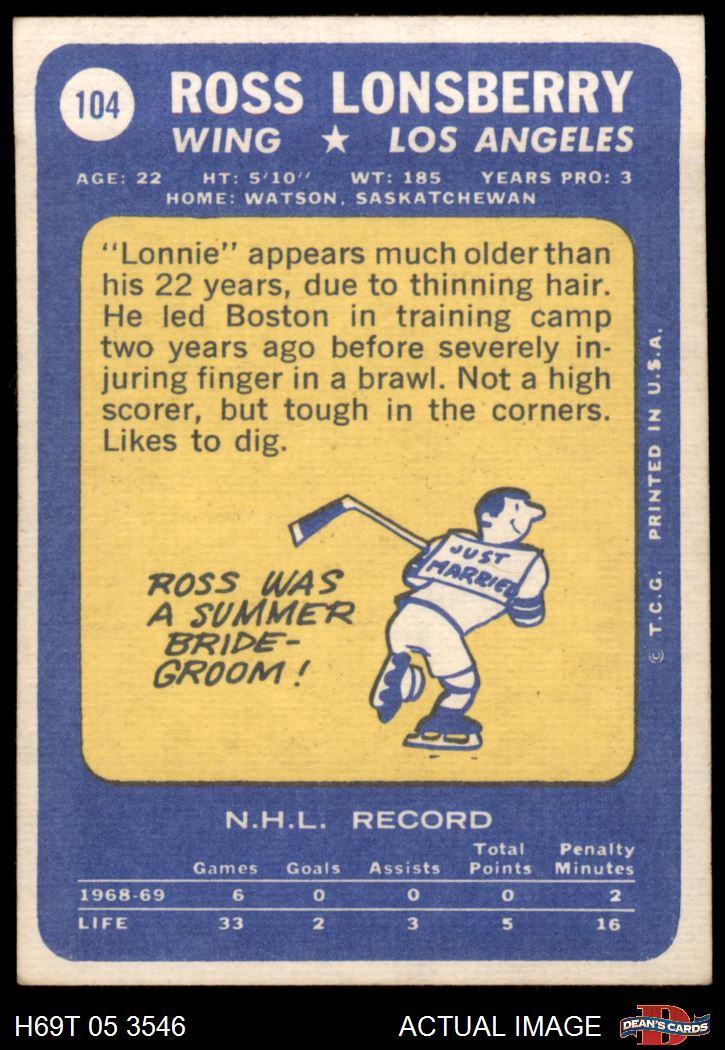 104
ROSS LONSBERRY
WING ★ LOS ANGELES
AGE: 22 HT: 5'10" WT: 185 YEARS PRO: 3
HOME: WATSON, SASKATCHEWAN
"Lonnie" appears much older than
his 22 years, due to thinning hair.
He led Boston in training camp
two years ago before severely in-
juring finger in a brawl. Not a high
scorer, but tough in the corners.
Likes to dig.
JUST
MARRIED
ROSS WAS
A SUMMER
BRIDE-
GROOM!
© T.C.G. PRINTED IN U.S.A.
N.H.L. RECORD
Games Goals Assists Total Points Penalty Minutes
1968-69 6 0 0 0 2
LIFE 33 2 3 5 16
H69T 05 3546 ACTUAL IMAGE
D
DEAN'S CARDS